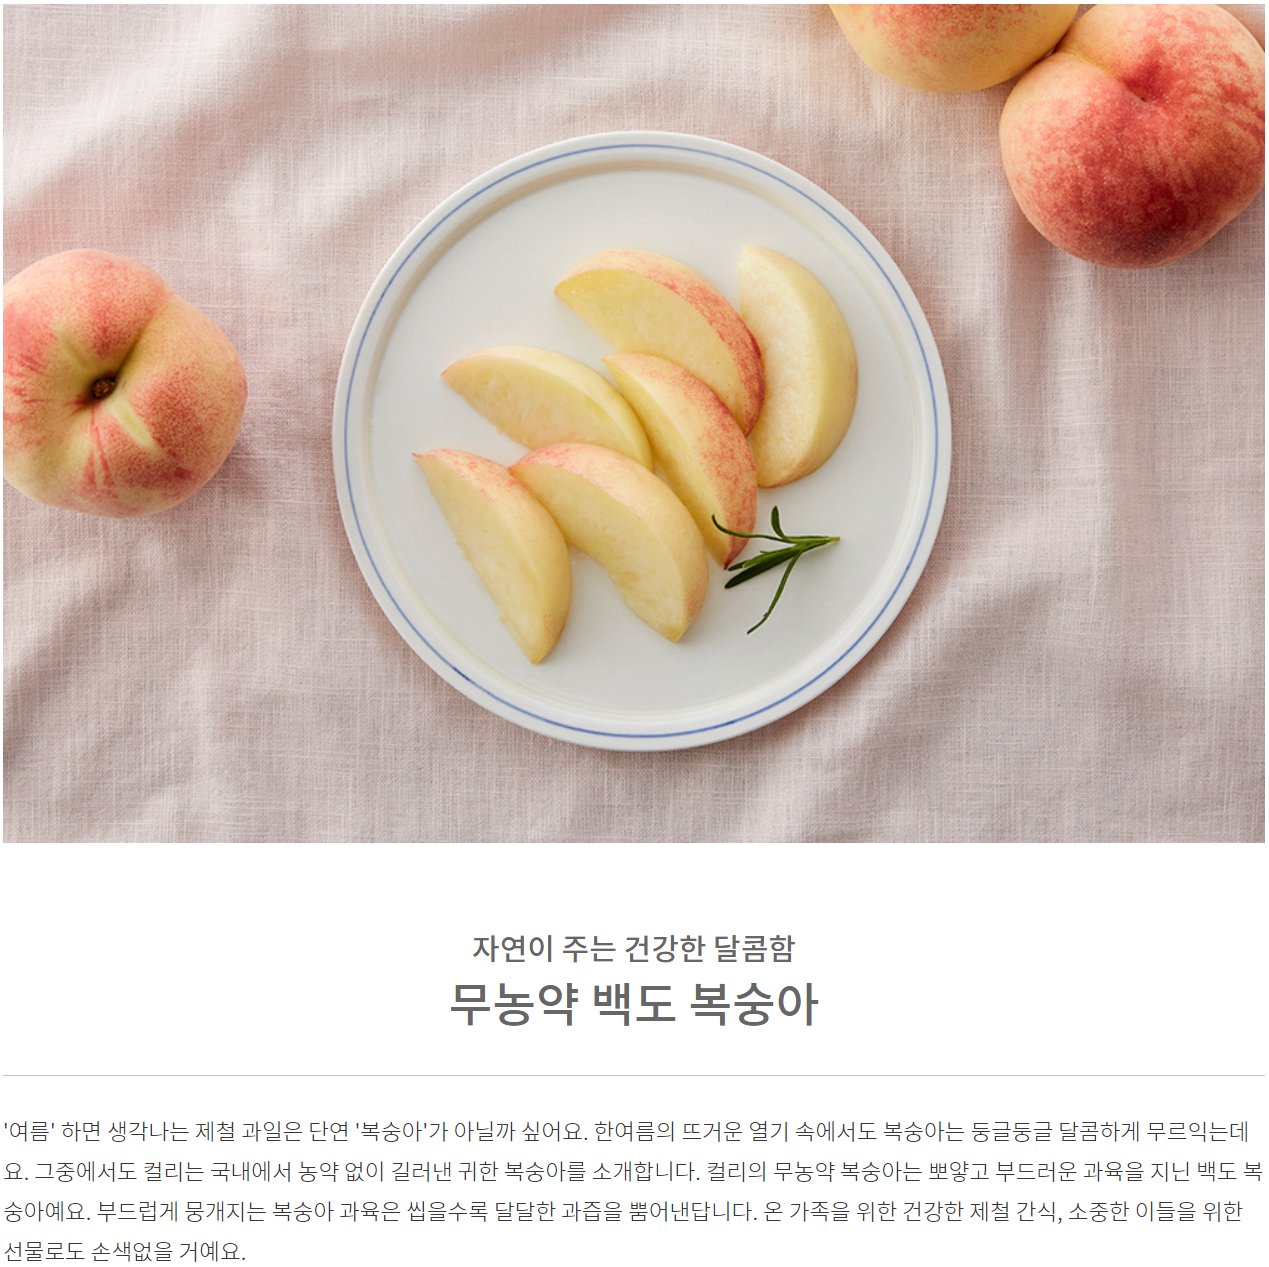 자연이 주는 건강한 달콤함
무농약 백도 복숭아
'여름' 하면 생각나는 제철 과일은 단연 '복숭아'가 아닐까 싶어요. 한여름의 뜨거운 열기 속에서도 복숭아는 둥글둥글 달콤하게 무르익는데
요. 그중에서도 컬리는 국내에서 농약 없이 길러낸 귀한 복숭아를 소개합니다. 컬리의 무농약 복숭아는 뽀얗고 부드러운 과육을 지닌 백도 복
숭아예요. 부드럽게 뭉개지는 복숭아 과육은 씹을수록 달달한 과즙을 뿜어낸답니다. 온 가족을 위한 건강한 제철 간식, 소중한 이들을 위한
선물로도 손색없을 거예요.